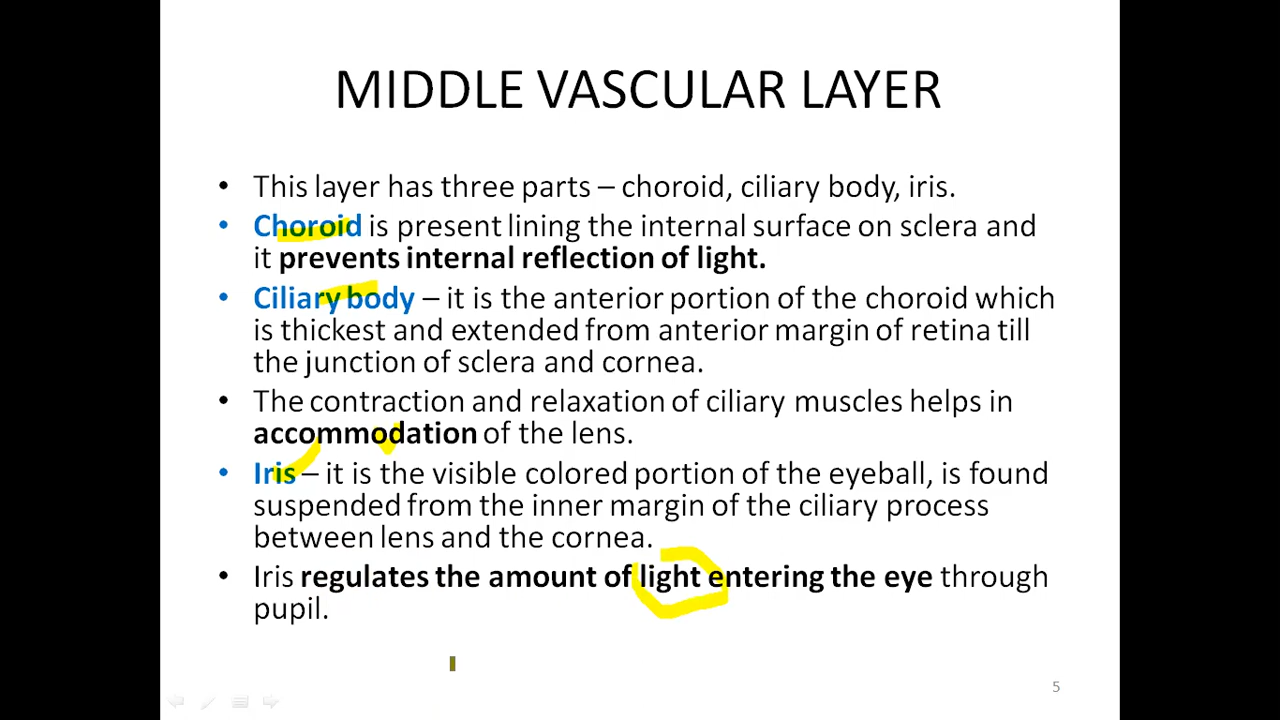 MIDDLE VASCULAR LAYER
• This layer has three parts – choroid, ciliary body, iris.
• Choroid is present lining the internal surface on sclera and
it prevents internal reflection of light.
• Ciliary body – it is the anterior portion of the choroid which
is thickest and extended from anterior margin of retina till
the junction of sclera and cornea.
• The contraction and relaxation of ciliary muscles helps in
accommodation of the lens.
• Iris – it is the visible colored portion of the eyeball, is found
suspended from the inner margin of the ciliary process
between lens and the cornea.
• Iris regulates the amount of light entering the eye through
pupil.
5